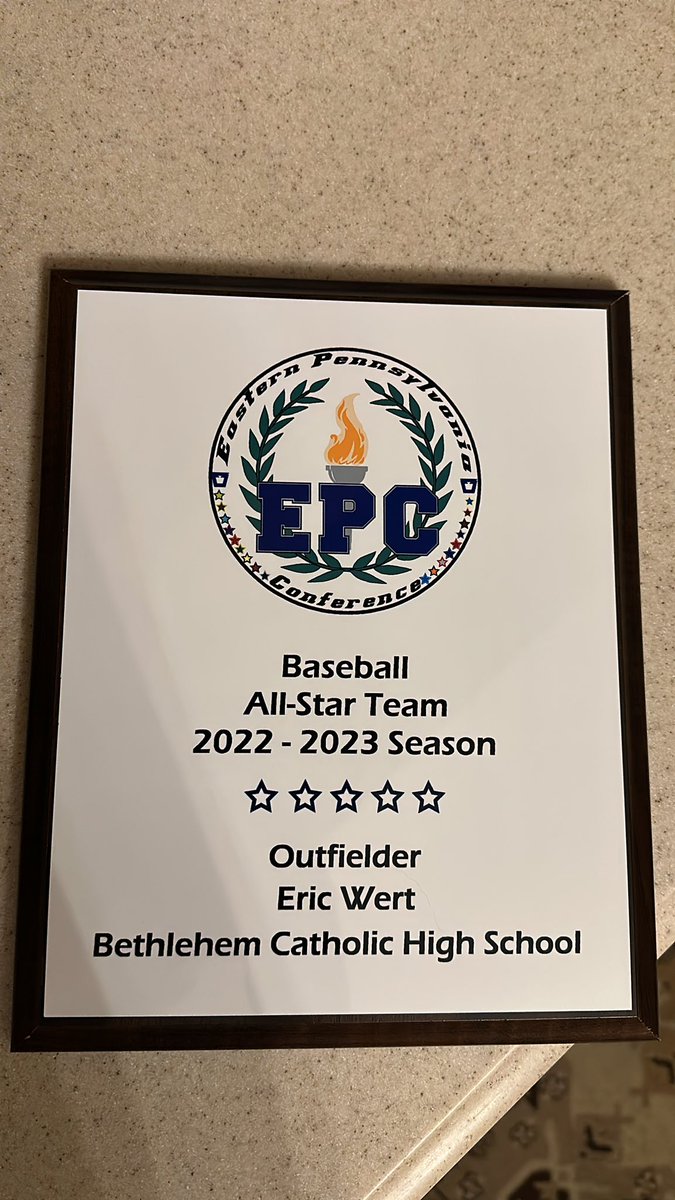 Eastern Pennsylvania
EPC
Conference
Baseball
All-Star Team
2022 - 2023 Season
Outfielder
Eric Wert
Bethlehem Catholic High School